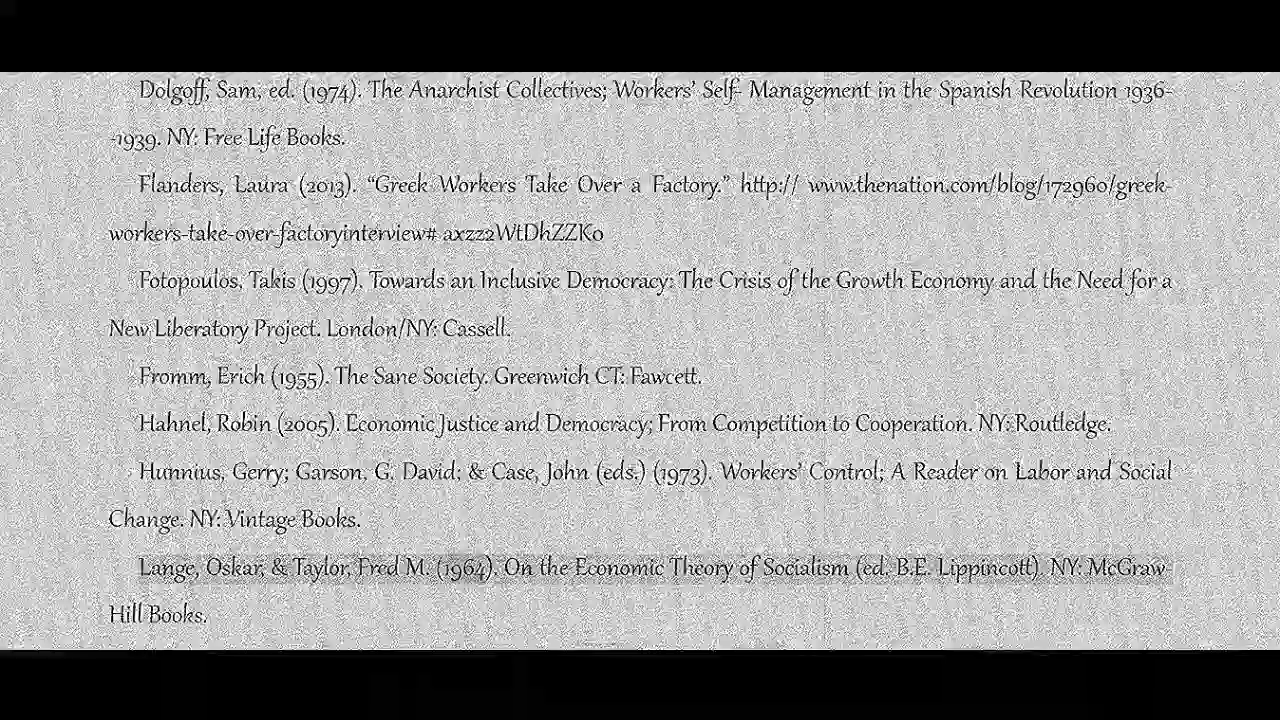 Dolgoff, Sam, ed. (1974). The Anarchist Collectives; Workers’ Self- Management in the Spanish Revolution 1936-
-1939. NY: Free Life Books.
Flanders, Laura (2013). “Greek Workers Take Over a Factory.” http:// www.thenation.com/blog/172960/greek-
workers-take-over-factoryinterview# axzz2WtDhZZKo
Fotopoulos, Takis (1997). Towards an Inclusive Democracy: The Crisis of the Growth Economy and the Need for a
New Liberatory Project. London/NY: Cassell.
Fromm, Erich (1955). The Sane Society. Greenwich CT: Fawcett.
Hahnel, Robin (2005). Economic Justice and Democracy; From Competition to Cooperation. NY: Routledge.
Hunnius, Gerry; Garson, G. David; & Case, John (eds.) (1973). Workers’ Control; A Reader on Labor and Social
Change. NY: Vintage Books.
Lange, Oskar, & Taylor, Fred M. (1964). On the Economic Theory of Socialism (ed. B.E. Lippincott). NY: McGraw-
Hill Books.